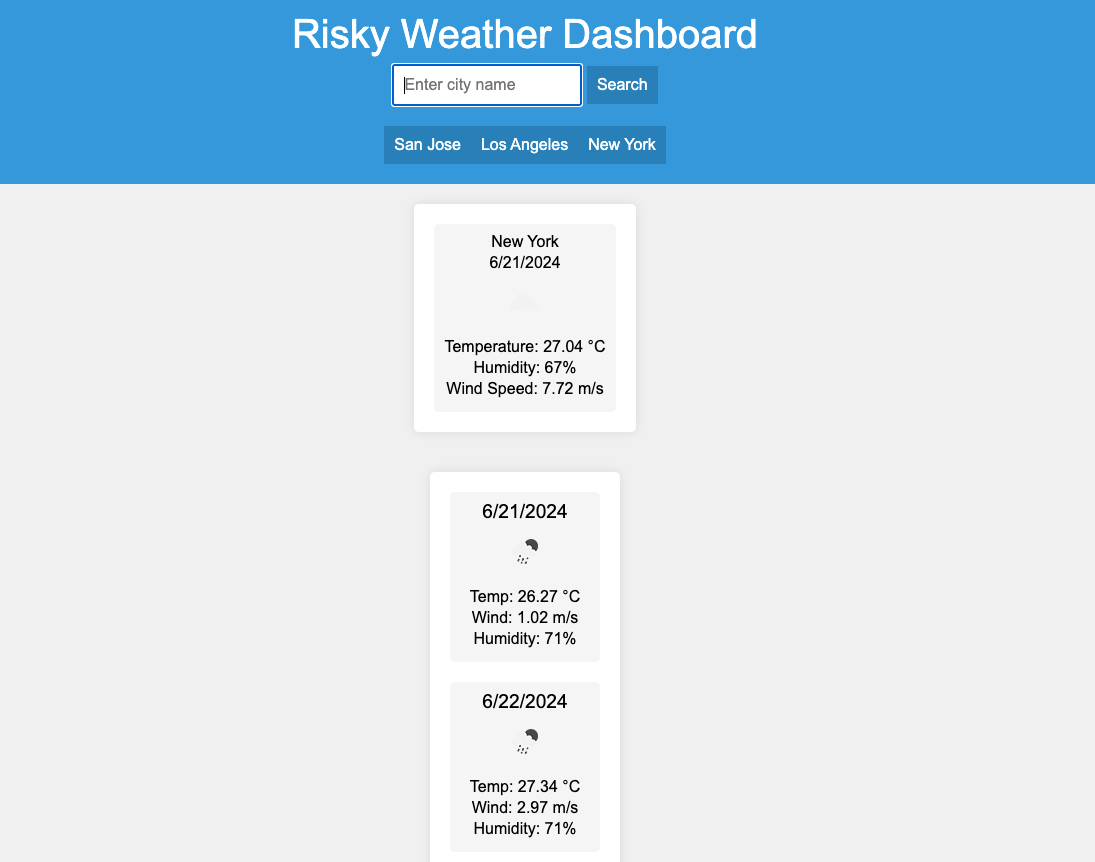 Risky Weather Dashboard
Enter city name
Search
San Jose Los Angeles New York
New York
6/21/2024
Temperature: 27.04 °C
Humidity: 67%
Wind Speed: 7.72 m/s
6/21/2024
Temp: 26.27 °C
Wind: 1.02 m/s
Humidity: 71%
6/22/2024
Temp: 27.34 °C
Wind: 2.97 m/s
Humidity: 71%